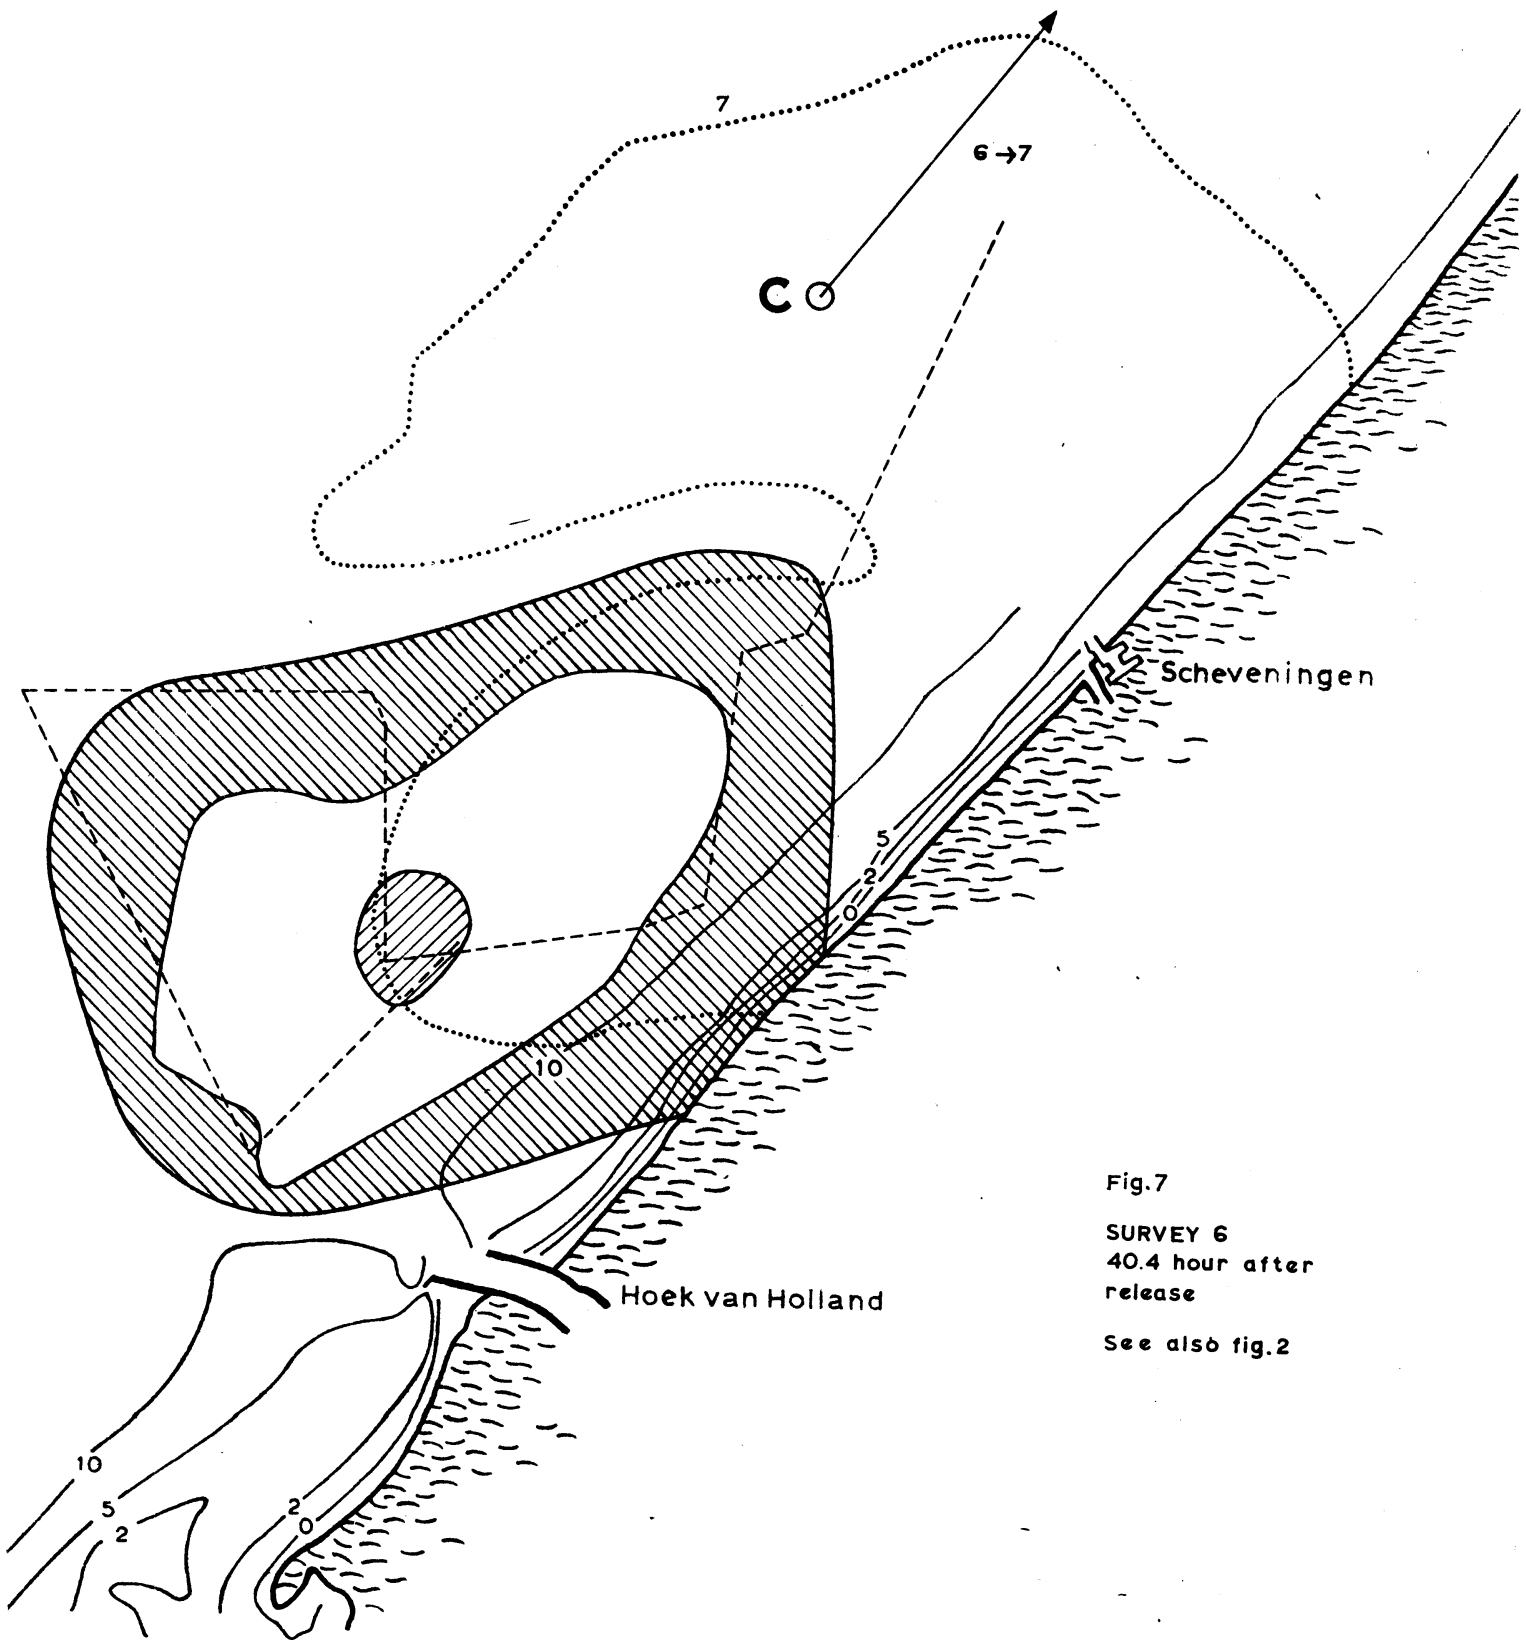 7
6→7
C
Scheveningen
5
2
0
10
Fig.7
SURVEY 6
40.4 hour after
release
See also fig.2
Hoek van Holland
10
5
2
2
0